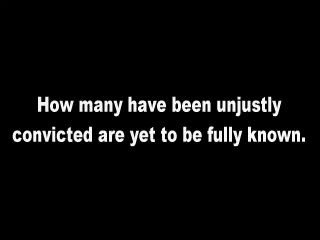 How many have been unjustly
convicted are yet to be fully known.